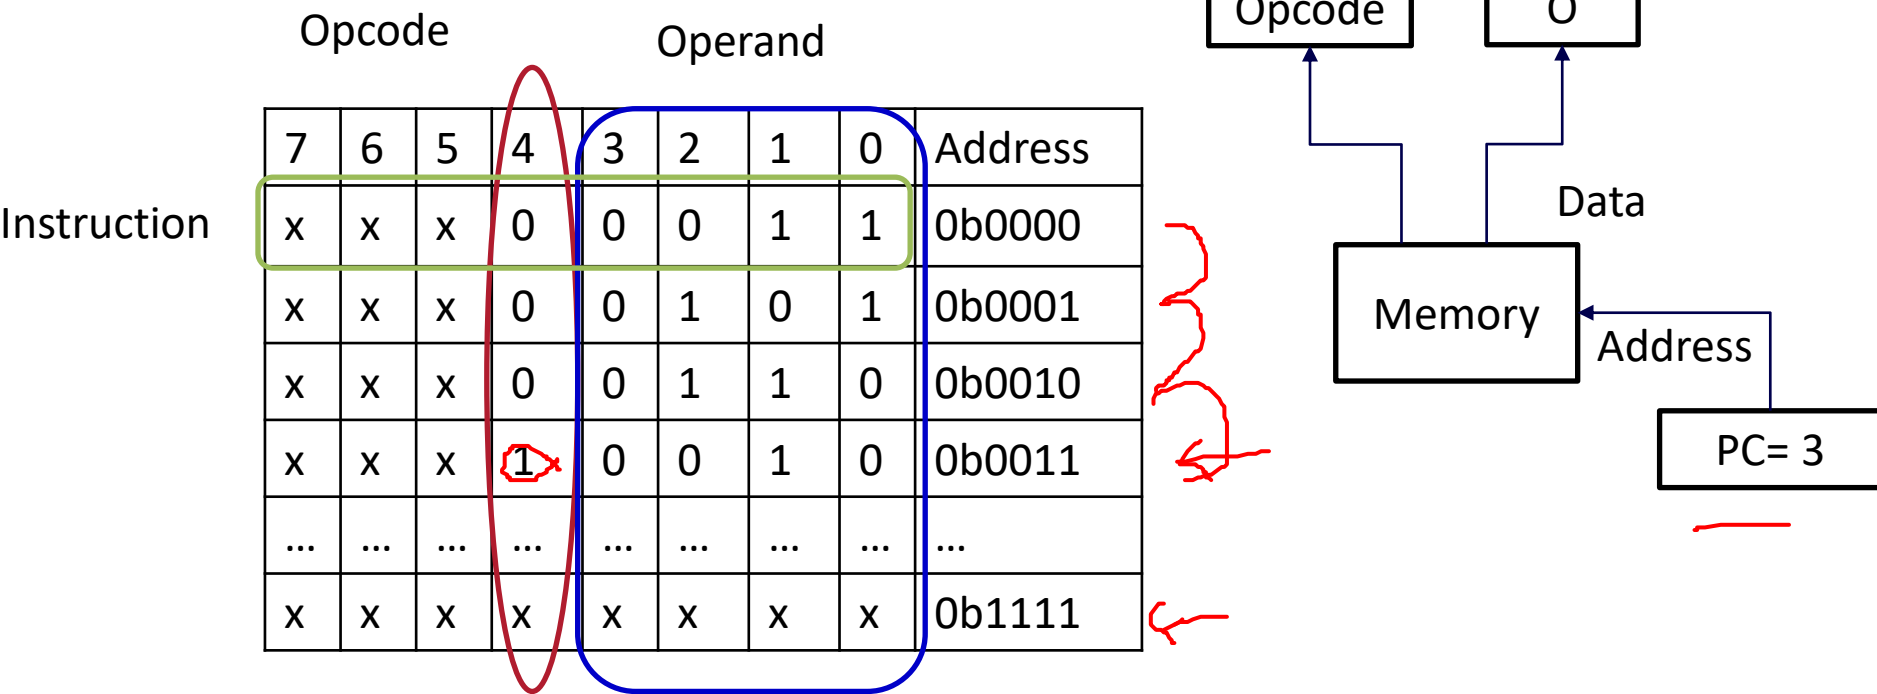 Opcode
Operand
7 6 5 4 3 2 1 0 Address
Instruction
x x x 0 0 0 1 1 0b0000
x x x 0 0 1 0 1 0b0001
x x x 0 0 1 1 0 0b0010
x x x 1 0 0 1 0 0b0011
... ... ... ... ... ... ... ... ...
x x x x x x x x 0b1111
Opcode
O
Data
Memory
Address
PC= 3